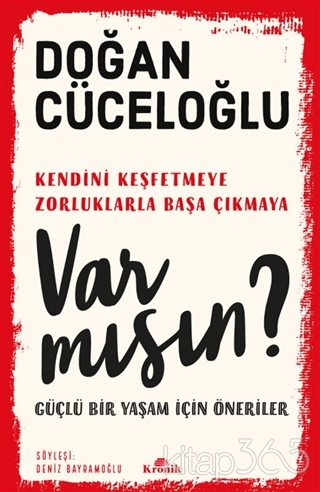 DOĞAN
CÜCELOĞLU
KENDİNİ KEŞFETMEYE
ZORLUKLARLA BAŞA ÇIKMAYA
Var
mısın?
GÜÇLÜ BİR YAŞAM İÇİN ÖNERİLER
SÖYLEŞİ:
DENİZ BAYRAMOĞLU
Kronik
kitap365